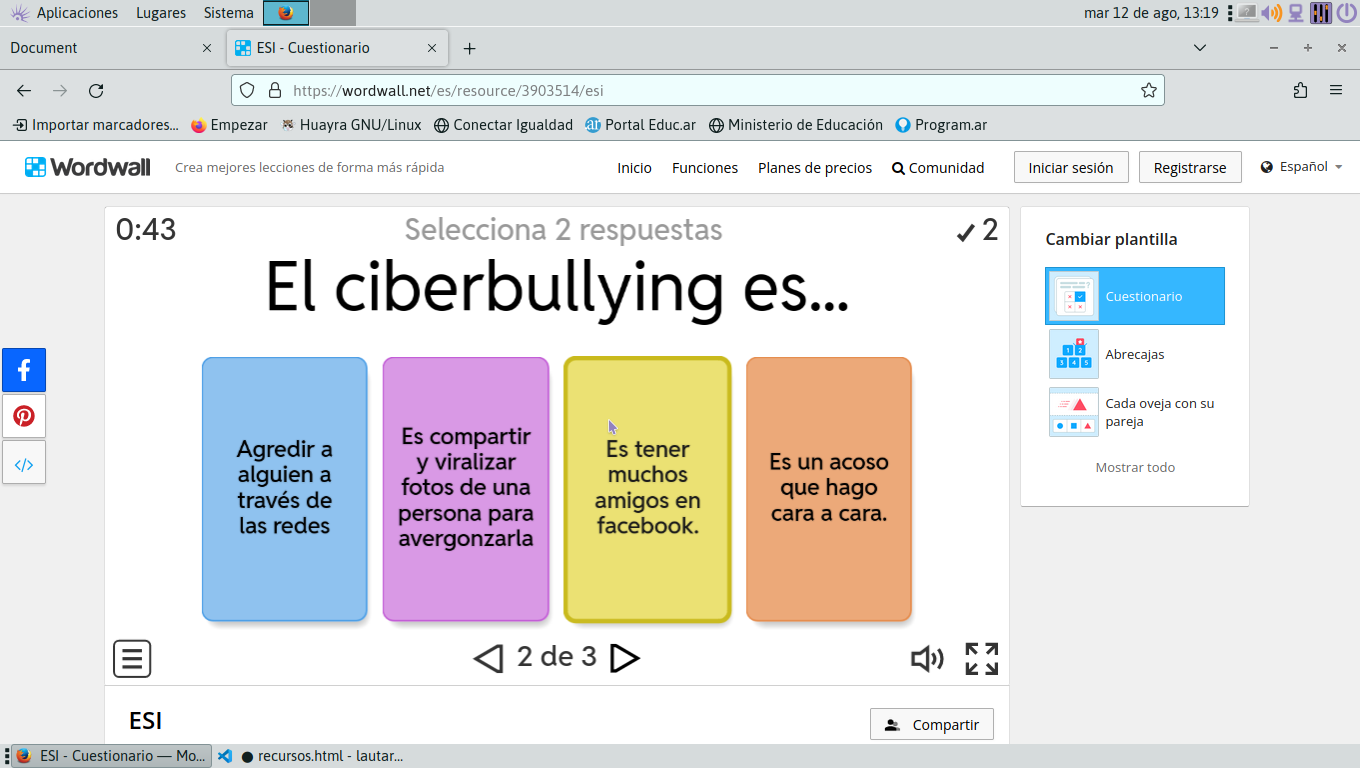 Aplicaciones Lugares Sistema mar 12 de ago, 13:19
Document ESI - Cuestionario
https://wordwall.net/es/resource/3903514/esi
Importar marcadores... Empezar Huayra GNU/Linux Conectar Igualdad Portal Educ.ar Ministerio de Educación Program.ar
Wordwall Crea mejores lecciones de forma más rápida Inicio Funciones Planes de precios Comunidad Iniciar sesión Registrarse Español
0:43 Selecciona 2 respuestas 2
El ciberbullying es...
Agredir a
alguien a
través de
las redes
Es compartir
y viralizar
fotos de una
persona para
avergonzarla
Es tener
muchos
amigos en
facebook.
Es un acoso
que hago
cara a cara.
2 de 3
Cambiar plantilla
Cuestionario
Abrecajas
Cada oveja con su
pareja
Mostrar todo
ESI Compartir
ESI - Cuestionario — Mo... recursos.html - lautar...